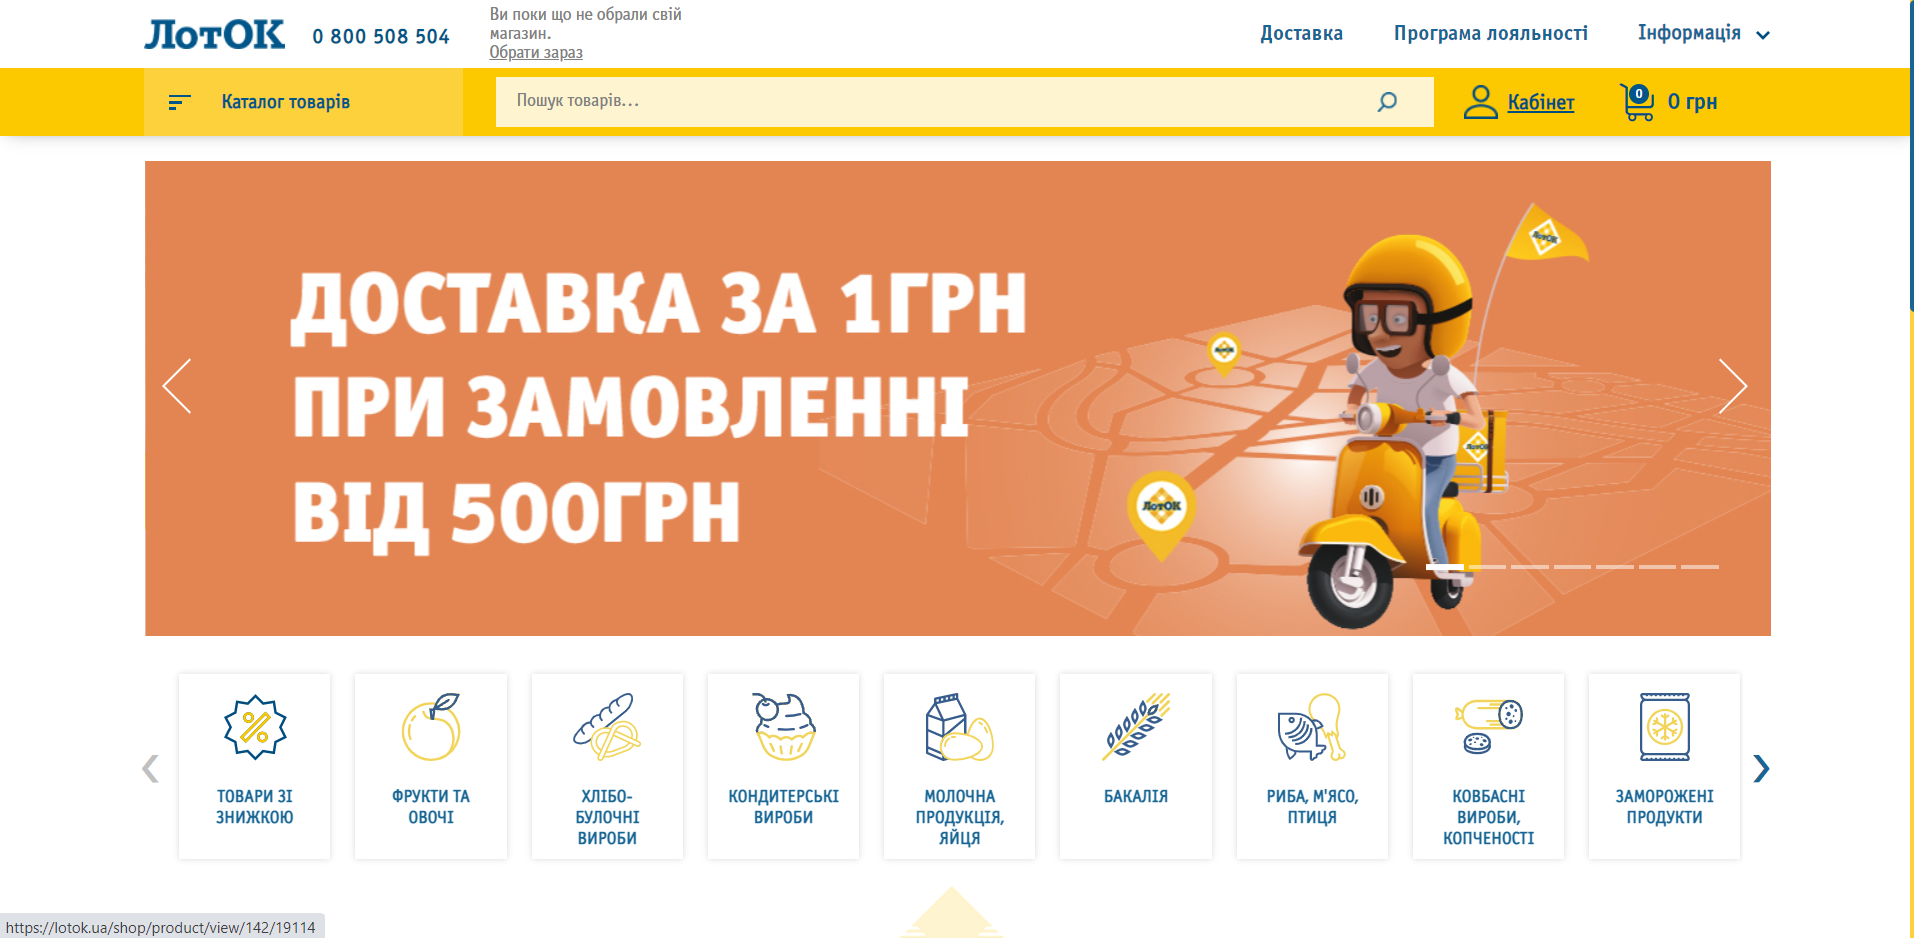 ЛотОК
0 800 508 504
Ви поки що не обрали свій
магазин.
Обрати зараз
Доставка
Програма лояльності
Інформація
Каталог товарів
Пошук товарів...
Кабінет
0
0 грн
ДОСТАВКА ЗА 1ГРН
ПРИ ЗАМОВЛЕННІ
ВІД 500ГРН
ЛотОК
ЛотОК
ЛотОК
ЛотОК
ТОВАРИ ЗІ
ЗНИЖКОЮ
ФРУКТИ ТА
ОВОЧІ
ХЛІБО-
БУЛОЧНІ
ВИРОБИ
КОНДИТЕРСЬКІ
ВИРОБИ
МОЛОЧНА
ПРОДУКЦІЯ,
ЯЙЦЯ
БАКАЛІЯ
РИБА, М'ЯСО,
ПТИЦЯ
КОВБАСНІ
ВИРОБИ,
КОПЧЕНОСТІ
ЗАМОРОЖЕНІ
ПРОДУКТИ
https://lotok.ua/shop/product/view/142/19114